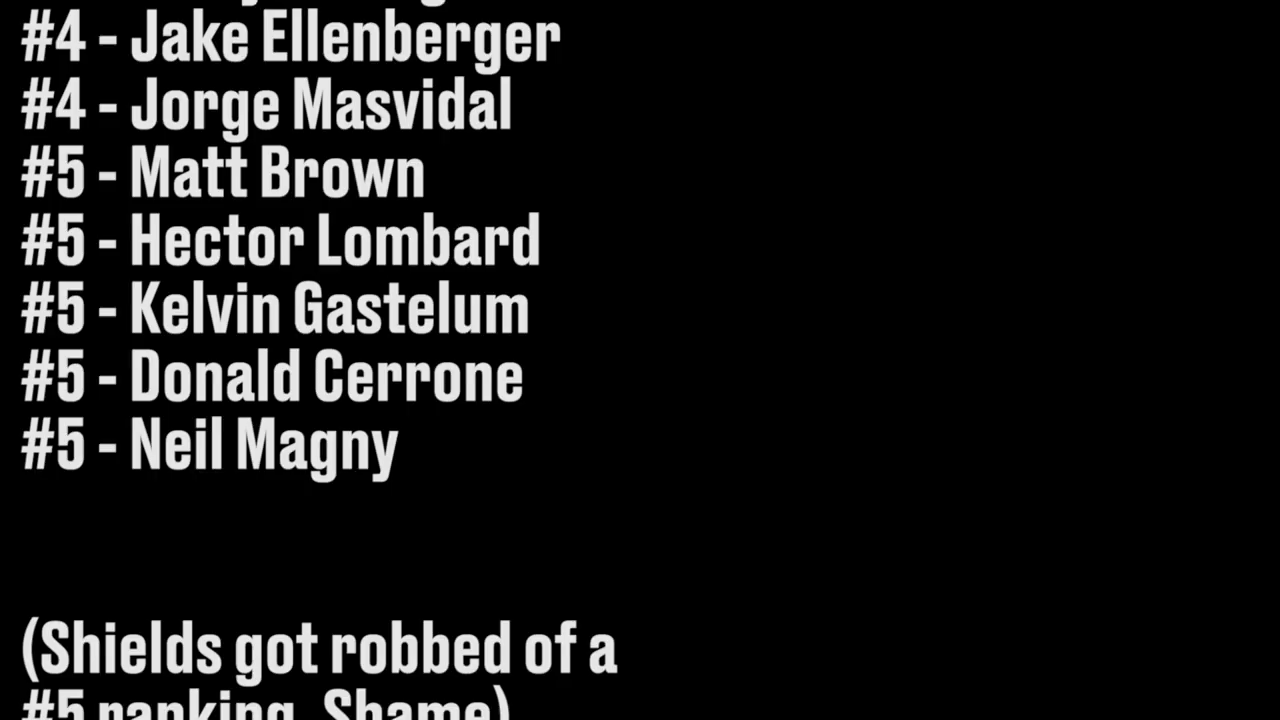 #4 - Jake Ellenberger
#4 - Jorge Masvidal
#5 - Matt Brown
#5 - Hector Lombard
#5 - Kelvin Gastelum
#5 - Donald Cerrone
#5 - Neil Magny
(Shields got robbed of a
#5 ranking. Shame)